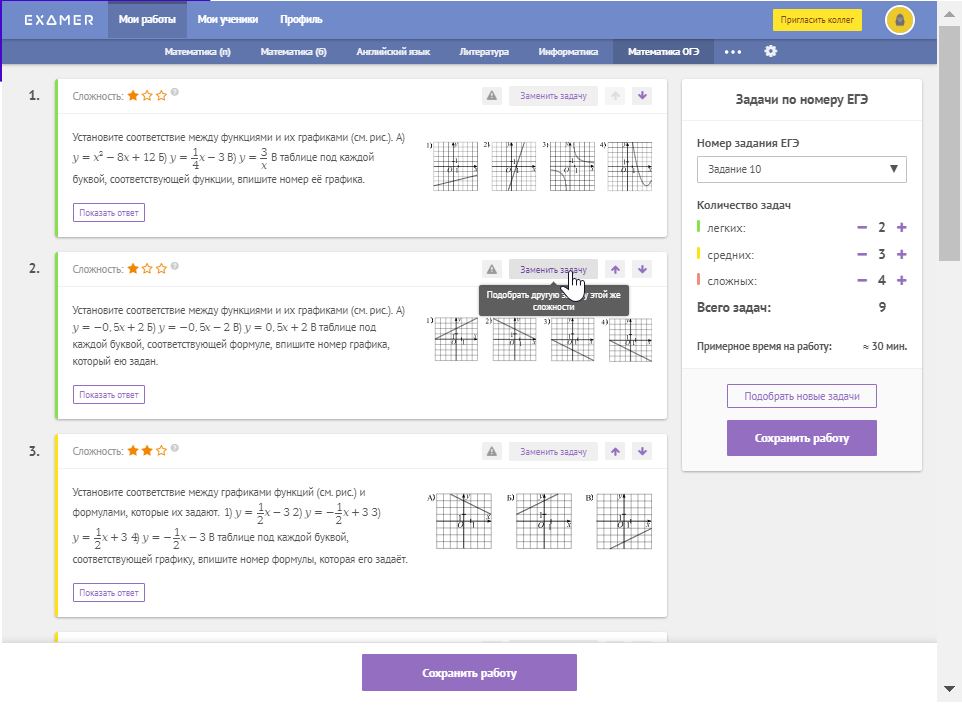 EXAMER Мои работы Мои ученики Профиль Пригласить коллег
Математика (п) Математика (б) Английский язык Литература Информатика Математика ОГЭ •••
1. Сложность: ? Заменить задачу
Установите соответствие между функциями и их графиками (см. рис.). А)
y = x² − 8x + 12 Б) y = 1/4 x − 3 В) y = 3/x В таблице под каждой
буквой, соответствующей функции, впишите номер её графика.
1) 2) 3) 4)
Показать ответ
2. Сложность: ? Заменить задачу
Подобрать другую задачу этой же
сложности
Установите соответствие между функциями и их графиками (см. рис.). А)
y = −0,5x + 2 Б) y = −0,5x − 2 В) y = 0,5x + 2 В таблице под
каждой буквой, соответствующей формуле, впишите номер графика,
который ею задан.
1) 2) 3) 4)
Показать ответ
3. Сложность: ? Заменить задачу
Установите соответствие между графиками функций (см. рис.) и
формулами, которые их задают. 1) y = 1/2 x − 3 2) y = −1/2 x + 3 3)
y = 1/2 x + 3 4) y = −1/2 x − 3 В таблице под каждой буквой,
соответствующей графику, впишите номер формулы, которая его задаёт.
А) Б) В)
Показать ответ
Задачи по номеру ЕГЭ
Номер задания ЕГЭ
Задание 10
Количество задач
легких: − 2 +
средних: − 3 +
сложных: − 4 +
Всего задач: 9
Примерное время на работу: ≈ 30 мин.
Подобрать новые задачи
Сохранить работу
Сохранить работу